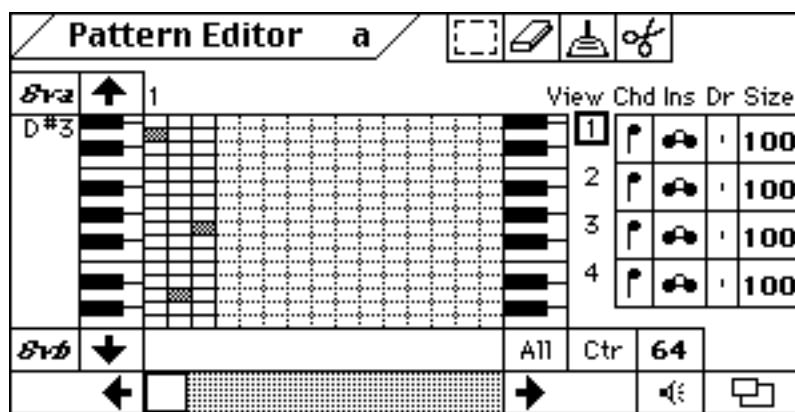 Pattern Editor a
8va 1 View Chd Ins Dr Size
D#3 1 100
2 100
3 100
4 100
8vb All Ctr 64